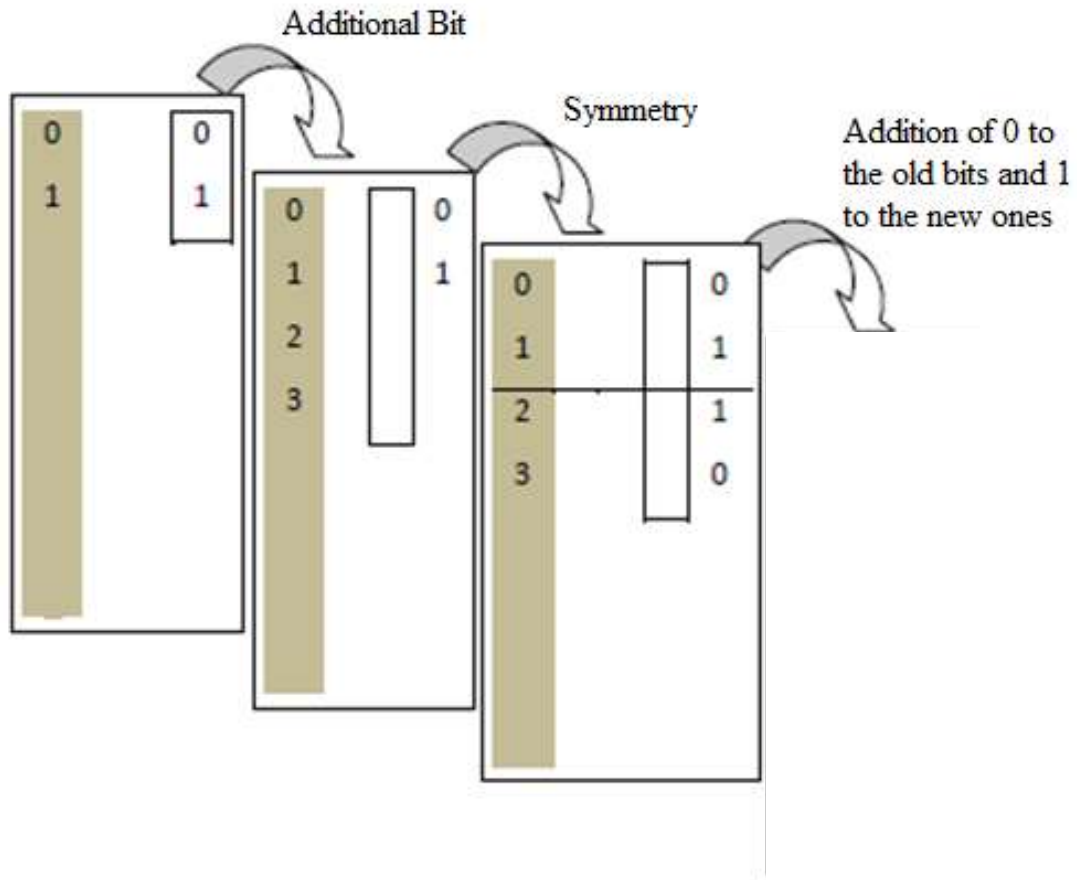 Additional Bit
Symmetry
Addition of 0 to
the old bits and 1
to the new ones
0 0
1 1
0 0
1 1
2
3
0 0
1 1
2 1
3 0